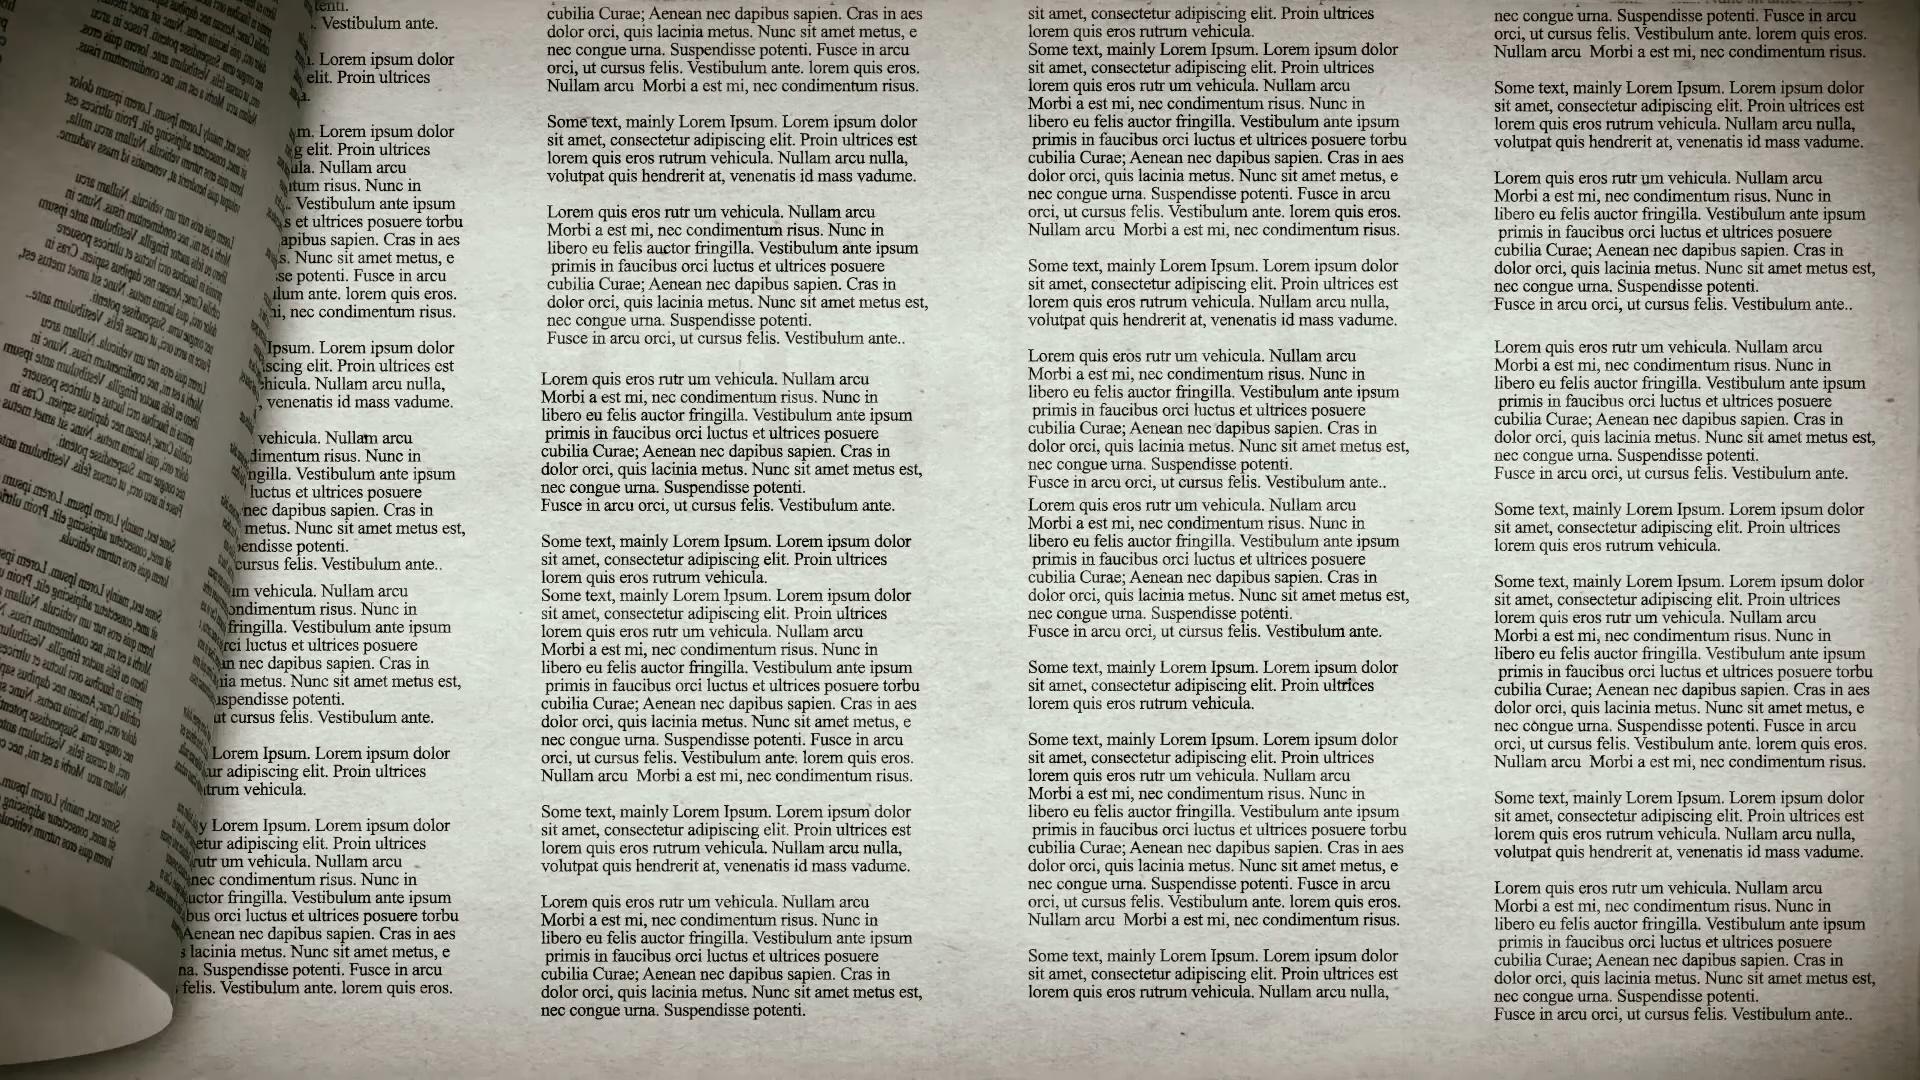 tenti.
. Vestibulum ante.
. Lorem ipsum dolor
elit. Proin ultrices
m. Lorem ipsum dolor
g elit. Proin ultrices
ula. Nullam arcu
itum risus. Nunc in
. Vestibulum ante ipsum
s et ultrices posuere torbu
apibus sapien. Cras in aes
s. Nunc sit amet metus, e
se potenti. Fusce in arcu
lum ante. lorem quis eros.
ni, nec condimentum risus.
Ipsum. Lorem ipsum dolor
iscing elit. Proin ultrices est
hicula. Nullam arcu nulla,
, venenatis id mass vadume.
vehicula. Nullam arcu
dimentum risus. Nunc in
ngilla. Vestibulum ante ipsum
luctus et ultrices posuere
nec dapibus sapien. Cras in
metus. Nunc sit amet metus est,
endisse potenti.
cursus felis. Vestibulum ante..
um vehicula. Nullam arcu
ondimentum risus. Nunc in
fringilla. Vestibulum ante ipsum
rci luctus et ultrices posuere
an nec dapibus sapien. Cras in
nia metus. Nunc sit amet metus est,
uspendisse potenti.
ut cursus felis. Vestibulum ante.
Lorem Ipsum. Lorem ipsum dolor
ur adipiscing elit. Proin ultrices
trum vehicula.
y Lorem Ipsum. Lorem ipsum dolor
etur adipiscing elit. Proin ultrices
rutr um vehicula. Nullam arcu
nec condimentum risus. Nunc in
uctor fringilla. Vestibulum ante ipsum
bus orci luctus et ultrices posuere torbu
Aenean nec dapibus sapien. Cras in aes
s lacinia metus. Nunc sit amet metus, e
na. Suspendisse potenti. Fusce in arcu
felis. Vestibulum ante. lorem quis eros.
cubilia Curae; Aenean nec dapibus sapien. Cras in aes
dolor orci, quis lacinia metus. Nunc sit amet metus, e
nec congue urna. Suspendisse potenti. Fusce in arcu
orci, ut cursus felis. Vestibulum ante. lorem quis eros.
Nullam arcu  Morbi a est mi, nec condimentum risus.
Some text, mainly Lorem Ipsum. Lorem ipsum dolor
sit amet, consectetur adipiscing elit. Proin ultrices est
lorem quis eros rutrum vehicula. Nullam arcu nulla,
volutpat quis hendrerit at, venenatis id mass vadume.
Lorem quis eros rutr um vehicula. Nullam arcu
Morbi a est mi, nec condimentum risus. Nunc in
libero eu felis auctor fringilla. Vestibulum ante ipsum
primis in faucibus orci luctus et ultrices posuere
cubilia Curae; Aenean nec dapibus sapien. Cras in
dolor orci, quis lacinia metus. Nunc sit amet metus est,
nec congue urna. Suspendisse potenti.
Fusce in arcu orci, ut cursus felis. Vestibulum ante..
Lorem quis eros rutr um vehicula. Nullam arcu
Morbi a est mi, nec condimentum risus. Nunc in
libero eu felis auctor fringilla. Vestibulum ante ipsum
primis in faucibus orci luctus et ultrices posuere
cubilia Curae; Aenean nec dapibus sapien. Cras in
dolor orci, quis lacinia metus. Nunc sit amet metus est,
nec congue urna. Suspendisse potenti.
Fusce in arcu orci, ut cursus felis. Vestibulum ante.
Some text, mainly Lorem Ipsum. Lorem ipsum dolor
sit amet, consectetur adipiscing elit. Proin ultrices
lorem quis eros rutrum vehicula.
Some text, mainly Lorem Ipsum. Lorem ipsum dolor
sit amet, consectetur adipiscing elit. Proin ultrices
lorem quis eros rutr um vehicula. Nullam arcu
Morbi a est mi, nec condimentum risus. Nunc in
libero eu felis auctor fringilla. Vestibulum ante ipsum
primis in faucibus orci luctus et ultrices posuere torbu
cubilia Curae; Aenean nec dapibus sapien. Cras in aes
dolor orci, quis lacinia metus. Nunc sit amet metus, e
nec congue urna. Suspendisse potenti. Fusce in arcu
orci, ut cursus felis. Vestibulum ante. lorem quis eros.
Nullam arcu  Morbi a est mi, nec condimentum risus.
Some text, mainly Lorem Ipsum. Lorem ipsum dolor
sit amet, consectetur adipiscing elit. Proin ultrices est
lorem quis eros rutrum vehicula. Nullam arcu nulla,
volutpat quis hendrerit at, venenatis id mass vadume.
Lorem quis eros rutr um vehicula. Nullam arcu
Morbi a est mi, nec condimentum risus. Nunc in
libero eu felis auctor fringilla. Vestibulum ante ipsum
primis in faucibus orci luctus et ultrices posuere
cubilia Curae; Aenean nec dapibus sapien. Cras in
dolor orci, quis lacinia metus. Nunc sit amet metus est,
nec congue urna. Suspendisse potenti.
sit amet, consectetur adipiscing elit. Proin ultrices
lorem quis eros rutrum vehicula.
Some text, mainly Lorem Ipsum. Lorem ipsum dolor
sit amet, consectetur adipiscing elit. Proin ultrices
lorem quis eros rutr um vehicula. Nullam arcu
Morbi a est mi, nec condimentum risus. Nunc in
libero eu felis auctor fringilla. Vestibulum ante ipsum
primis in faucibus orci luctus et ultrices posuere torbu
cubilia Curae; Aenean nec dapibus sapien. Cras in aes
dolor orci, quis lacinia metus. Nunc sit amet metus, e
nec congue urna. Suspendisse potenti. Fusce in arcu
orci, ut cursus felis. Vestibulum ante. lorem quis eros.
Nullam arcu  Morbi a est mi, nec condimentum risus.
Some text, mainly Lorem Ipsum. Lorem ipsum dolor
sit amet, consectetur adipiscing elit. Proin ultrices est
lorem quis eros rutrum vehicula. Nullam arcu nulla,
volutpat quis hendrerit at, venenatis id mass vadume.
Lorem quis eros rutr um vehicula. Nullam arcu
Morbi a est mi, nec condimentum risus. Nunc in
libero eu felis auctor fringilla. Vestibulum ante ipsum
primis in faucibus orci luctus et ultrices posuere
cubilia Curae; Aenean nec dapibus sapien. Cras in
dolor orci, quis lacinia metus. Nunc sit amet metus est,
nec congue urna. Suspendisse potenti.
Fusce in arcu orci, ut cursus felis. Vestibulum ante..
Lorem quis eros rutr um vehicula. Nullam arcu
Morbi a est mi, nec condimentum risus. Nunc in
libero eu felis auctor fringilla. Vestibulum ante ipsum
primis in faucibus orci luctus et ultrices posuere
cubilia Curae; Aenean nec dapibus sapien. Cras in
dolor orci, quis lacinia metus. Nunc sit amet metus est,
nec congue urna. Suspendisse potenti.
Fusce in arcu orci, ut cursus felis. Vestibulum ante.
Some text, mainly Lorem Ipsum. Lorem ipsum dolor
sit amet, consectetur adipiscing elit. Proin ultrices
lorem quis eros rutrum vehicula.
Some text, mainly Lorem Ipsum. Lorem ipsum dolor
sit amet, consectetur adipiscing elit. Proin ultrices
lorem quis eros rutr um vehicula. Nullam arcu
Morbi a est mi, nec condimentum risus. Nunc in
libero eu felis auctor fringilla. Vestibulum ante ipsum
primis in faucibus orci luctus et ultrices posuere torbu
cubilia Curae; Aenean nec dapibus sapien. Cras in aes
dolor orci, quis lacinia metus. Nunc sit amet metus, e
nec congue urna. Suspendisse potenti. Fusce in arcu
orci, ut cursus felis. Vestibulum ante. lorem quis eros.
Nullam arcu  Morbi a est mi, nec condimentum risus.
Some text, mainly Lorem Ipsum. Lorem ipsum dolor
sit amet, consectetur adipiscing elit. Proin ultrices est
lorem quis eros rutrum vehicula. Nullam arcu nulla,
nec congue urna. Suspendisse potenti. Fusce in arcu
orci, ut cursus felis. Vestibulum ante. lorem quis eros.
Nullam arcu  Morbi a est mi, nec condimentum risus.
Some text, mainly Lorem Ipsum. Lorem ipsum dolor
sit amet, consectetur adipiscing elit. Proin ultrices est
lorem quis eros rutrum vehicula. Nullam arcu nulla,
volutpat quis hendrerit at, venenatis id mass vadume.
Lorem quis eros rutr um vehicula. Nullam arcu
Morbi a est mi, nec condimentum risus. Nunc in
libero eu felis auctor fringilla. Vestibulum ante ipsum
primis in faucibus orci luctus et ultrices posuere
cubilia Curae; Aenean nec dapibus sapien. Cras in
dolor orci, quis lacinia metus. Nunc sit amet metus est,
nec congue urna. Suspendisse potenti.
Fusce in arcu orci, ut cursus felis. Vestibulum ante..
Lorem quis eros rutr um vehicula. Nullam arcu
Morbi a est mi, nec condimentum risus. Nunc in
libero eu felis auctor fringilla. Vestibulum ante ipsum
primis in faucibus orci luctus et ultrices posuere
cubilia Curae; Aenean nec dapibus sapien. Cras in
dolor orci, quis lacinia metus. Nunc sit amet metus est,
nec congue urna. Suspendisse potenti.
Fusce in arcu orci, ut cursus felis. Vestibulum ante.
Some text, mainly Lorem Ipsum. Lorem ipsum dolor
sit amet, consectetur adipiscing elit. Proin ultrices
lorem quis eros rutrum vehicula.
Some text, mainly Lorem Ipsum. Lorem ipsum dolor
sit amet, consectetur adipiscing elit. Proin ultrices
lorem quis eros rutr um vehicula. Nullam arcu
Morbi a est mi, nec condimentum risus. Nunc in
libero eu felis auctor fringilla. Vestibulum ante ipsum
primis in faucibus orci luctus et ultrices posuere torbu
cubilia Curae; Aenean nec dapibus sapien. Cras in aes
dolor orci, quis lacinia metus. Nunc sit amet metus, e
nec congue urna. Suspendisse potenti. Fusce in arcu
orci, ut cursus felis. Vestibulum ante. lorem quis eros.
Nullam arcu  Morbi a est mi, nec condimentum risus.
Some text, mainly Lorem Ipsum. Lorem ipsum dolor
sit amet, consectetur adipiscing elit. Proin ultrices est
lorem quis eros rutrum vehicula. Nullam arcu nulla,
volutpat quis hendrerit at, venenatis id mass vadume.
Lorem quis eros rutr um vehicula. Nullam arcu
Morbi a est mi, nec condimentum risus. Nunc in
libero eu felis auctor fringilla. Vestibulum ante ipsum
primis in faucibus orci luctus et ultrices posuere
cubilia Curae; Aenean nec dapibus sapien. Cras in
dolor orci, quis lacinia metus. Nunc sit amet metus est,
nec congue urna. Suspendisse potenti.
Fusce in arcu orci, ut cursus felis. Vestibulum ante..